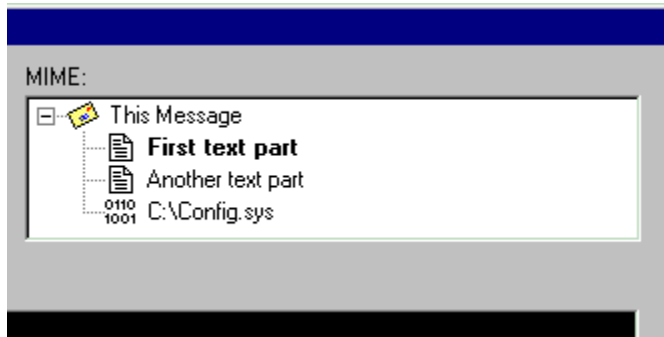 MIME:
This Message
First text part
Another text part
0110
1001 C:\Config.sys